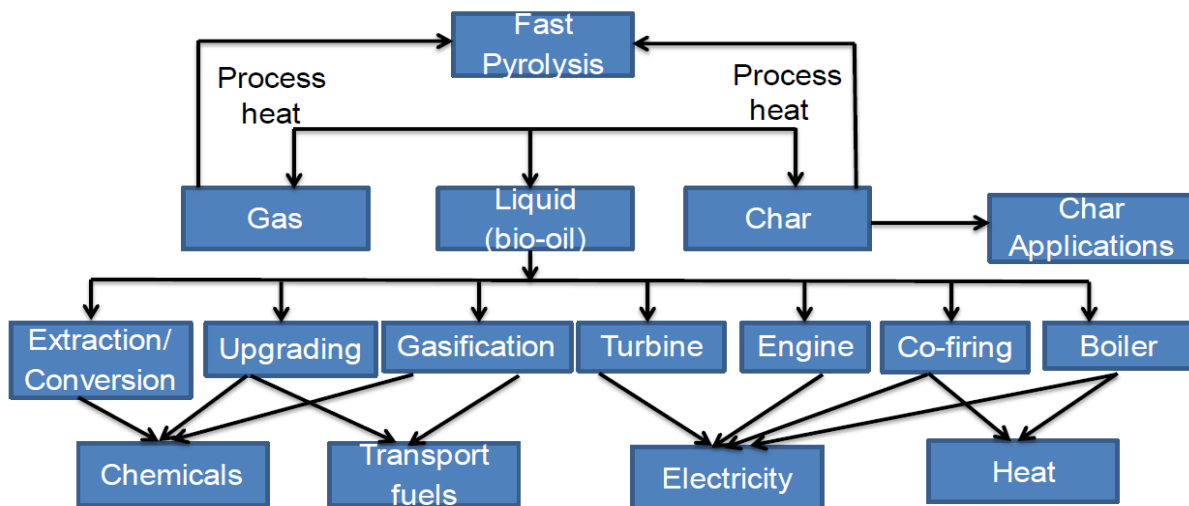 Fast
Pyrolysis
Process
heat
Process
heat
Gas
Liquid
(bio-oil)
Char
Char
Applications
Extraction/
Conversion
Upgrading
Gasification
Turbine
Engine
Co-firing
Boiler
Chemicals
Transport
fuels
Electricity
Heat